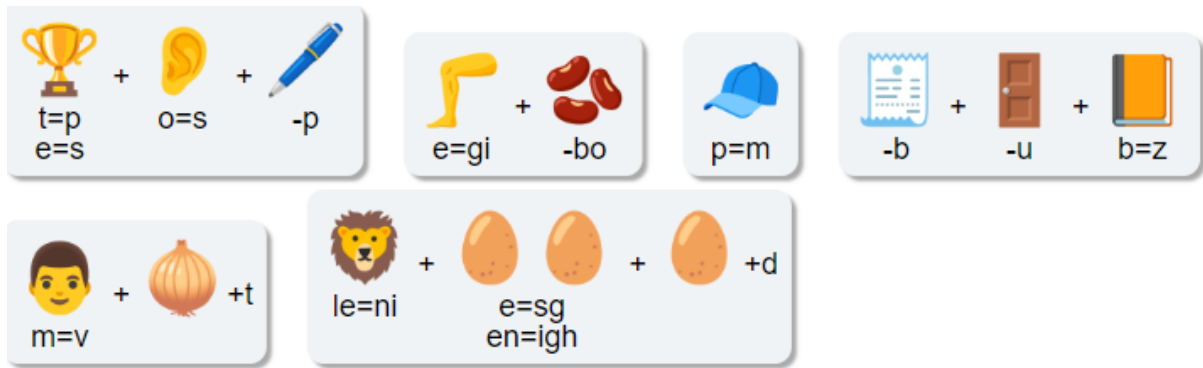 + + + + +
t=p o=s -p e=gi -bo p=m -b -u b=z
e=s
+ +t + + +d
m=v le=ni e=sg
en=igh